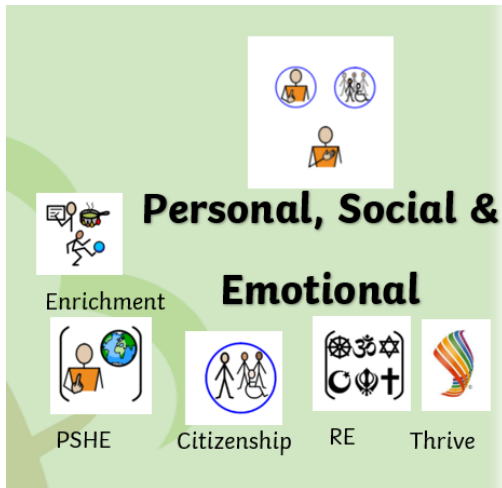 Personal, Social &
Emotional
Enrichment
PSHE
Citizenship
RE
Thrive